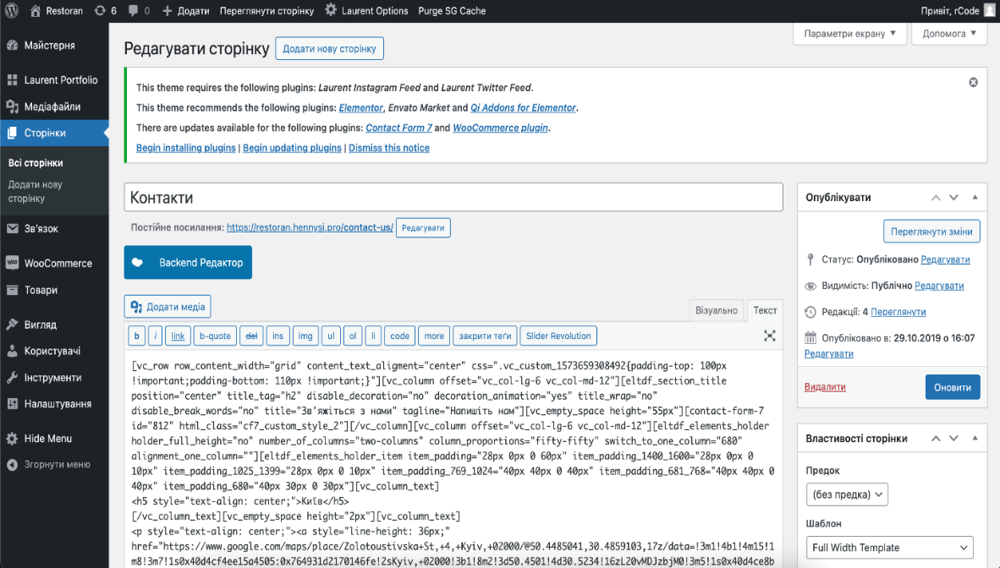 Restoran 6 0 Додати Переглянути сторінку Laurent Options Purge SG Cache Привіт, rCode
Майстерня
Laurent Portfolio
Медіафайли
Сторінки
Всі сторінки
Додати нову
сторінку
Зв'язок
WooCommerce
Товари
Вигляд
Користувачі
Інструменти
Налаштування
Hide Menu
Згорнути меню
Параметри екрану ▼ Допомога ▼
Редагувати сторінку Додати нову сторінку
This theme requires the following plugins: Laurent Instagram Feed and Laurent Twitter Feed.
This theme recommends the following plugins: Elementor, Envato Market and Qi Addons for Elementor.
There are updates available for the following plugins: Contact Form 7 and WooCommerce plugin.
Begin installing plugins | Begin updating plugins | Dismiss this notice
Контакти
Постійне посилання: https://restoran.hennysi.pro/contact-us/ Редагувати
Backend Редактор
Додати медіа
Візуально Текст
b i link b-quote del ins img ul ol li code more закрити теґи Slider Revolution
[vc_row row_content_width="grid" content_text_aligment="center" css=".vc_custom_1573659308492{padding-top: 100px
!important;padding-bottom: 110px !important;}"][vc_column offset="vc_col-lg-6 vc_col-md-12"][eltdf_section_title
position="center" title_tag="h2" disable_decoration="no" decoration_animation="yes" title_wrap="no"
disable_break_words="no" title="Зв'яжіться з нами" tagline="Напишіть нам"][vc_empty_space height="55px"][contact-form-7
id="812" html_class="cf7_custom_style_2"][/vc_column][vc_column offset="vc_col-lg-6 vc_col-md-12"][eltdf_elements_holder
holder_full_height="no" number_of_columns="two-columns" column_proportions="fifty-fifty" switch_to_one_column="680"
alignment_one_column=""][eltdf_elements_holder_item item_padding="28px 0px 0 60px" item_padding_1400_1600="28px 0px 0
10px" item_padding_1025_1399="28px 0px 0 10px" item_padding_769_1024="40px 40px 0 40px" item_padding_681_768="40px 40px 0
40px" item_padding_680="40px 30px 0 30px"][vc_column_text]
<h5 style="text-align: center;">Київ</h5>
[/vc_column_text][vc_empty_space height="2px"][vc_column_text]
<p style="text-align: center;"><a style="line-height: 36px;"
href="https://www.google.com/maps/place/Zolotoustivska+St,+4,+Kyiv,+02000/@50.4485041,30.4859103,17z/data=!3m1!4b1!4m15!1
m8!3m7!1s0x40d4cf4ee15a4505:0x764931d2170146fe!2sKyiv,+02000!3b1!8m2!3d50.4501!4d30.5234!16zL20vMDJzbjM0!3m5!1s0x40d4ce8b
Опублікувати
Переглянути зміни
Статус: Опубліковано Редагувати
Видимість: Публічно Редагувати
Редакції: 4 Переглянути
Опубліковано в: 29.10.2019 о 16:07
Редагувати
Видалити Оновити
Властивості сторінки
Предок
(без предка)
Шаблон
Full Width Template